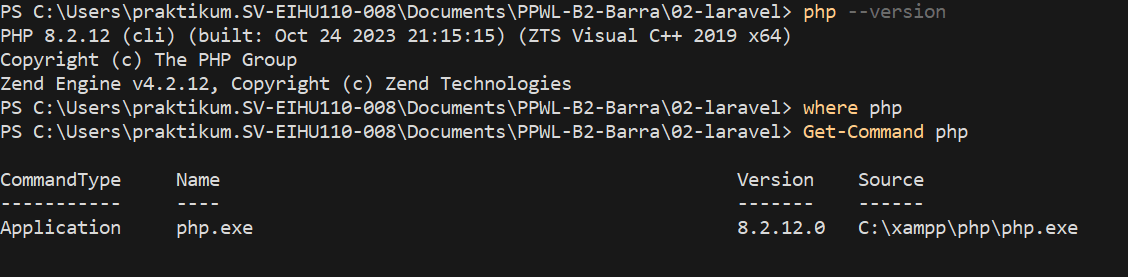 PS C:\Users\praktikum.SV-EIHU110-008\Documents\PPWL-B2-Barra\02-laravel> php --version
PHP 8.2.12 (cli) (built: Oct 24 2023 21:15:15) (ZTS Visual C++ 2019 x64)
Copyright (c) The PHP Group
Zend Engine v4.2.12, Copyright (c) Zend Technologies
PS C:\Users\praktikum.SV-EIHU110-008\Documents\PPWL-B2-Barra\02-laravel> where php
PS C:\Users\praktikum.SV-EIHU110-008\Documents\PPWL-B2-Barra\02-laravel> Get-Command php
CommandType     Name                                               Version    Source
-----------     ----                                               -------    ------
Application     php.exe                                            8.2.12.0   C:\xampp\php\php.exe